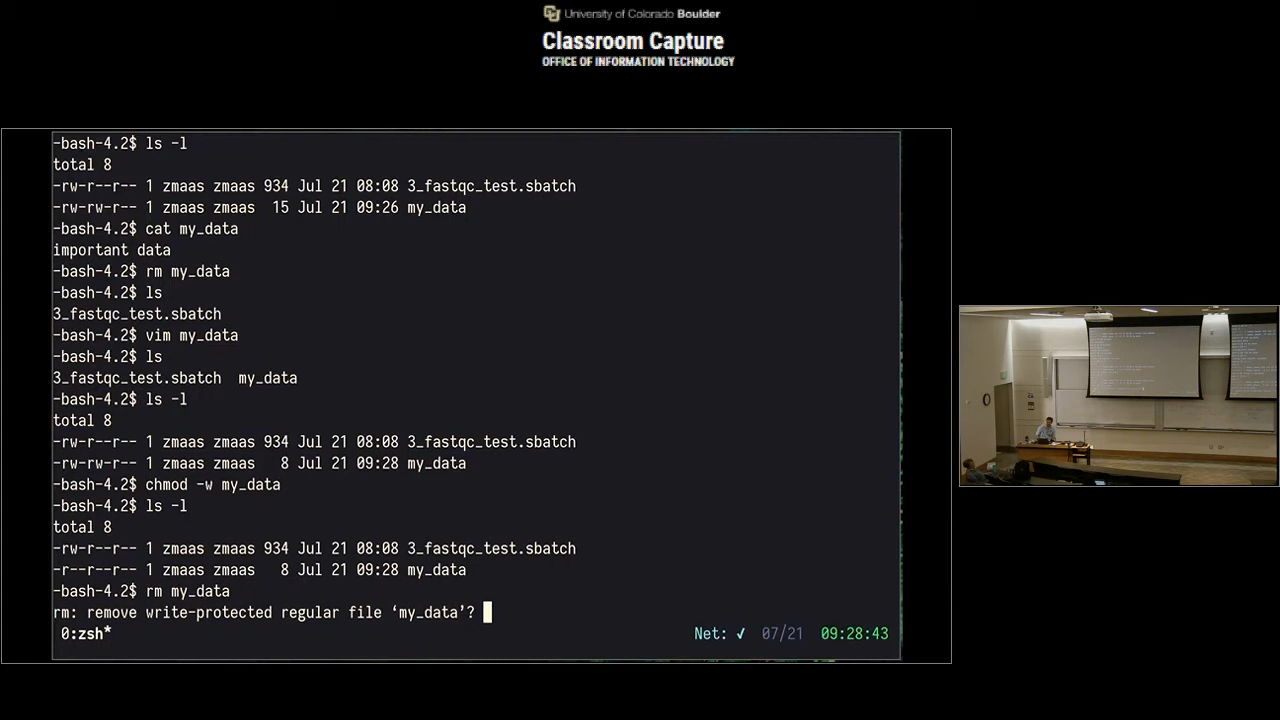 University of Colorado Boulder
Classroom Capture
OFFICE OF INFORMATION TECHNOLOGY
-bash-4.2$ ls -l
total 8
-rw-r--r-- 1 zmaas zmaas 934 Jul 21 08:08 3_fastqc_test.sbatch
-rw-rw-r-- 1 zmaas zmaas  15 Jul 21 09:26 my_data
-bash-4.2$ cat my_data
important data
-bash-4.2$ rm my_data
-bash-4.2$ ls
3_fastqc_test.sbatch
-bash-4.2$ vim my_data
-bash-4.2$ ls
3_fastqc_test.sbatch  my_data
-bash-4.2$ ls -l
total 8
-rw-r--r-- 1 zmaas zmaas 934 Jul 21 08:08 3_fastqc_test.sbatch
-rw-rw-r-- 1 zmaas zmaas   8 Jul 21 09:28 my_data
-bash-4.2$ chmod -w my_data
-bash-4.2$ ls -l
total 8
-rw-r--r-- 1 zmaas zmaas 934 Jul 21 08:08 3_fastqc_test.sbatch
-r--r--r-- 1 zmaas zmaas   8 Jul 21 09:28 my_data
-bash-4.2$ rm my_data
rm: remove write-protected regular file ‘my_data’?
0:zsh* Net: ✓ 07/21 09:28:43